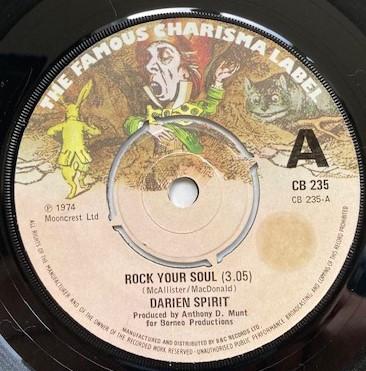 THE FAMOUS CHARISMA LABEL
A
CB 235
CB 235-A
℗ 1974
Mooncrest Ltd
ROCK YOUR SOUL (3.05)
(McAllister/MacDonald)
DARIEN SPIRIT
Produced by Anthony D. Munt
for Borneo Productions
MANUFACTURED AND DISTRIBUTED BY B&C RECORDS LTD
ALL RIGHTS OF THE MANUFACTURER AND OF THE OWNER OF THE RECORDED WORK RESERVED - UNAUTHORISED PUBLIC PERFORMANCE, BROADCASTING AND COPYING OF THIS RECORD PROHIBITED